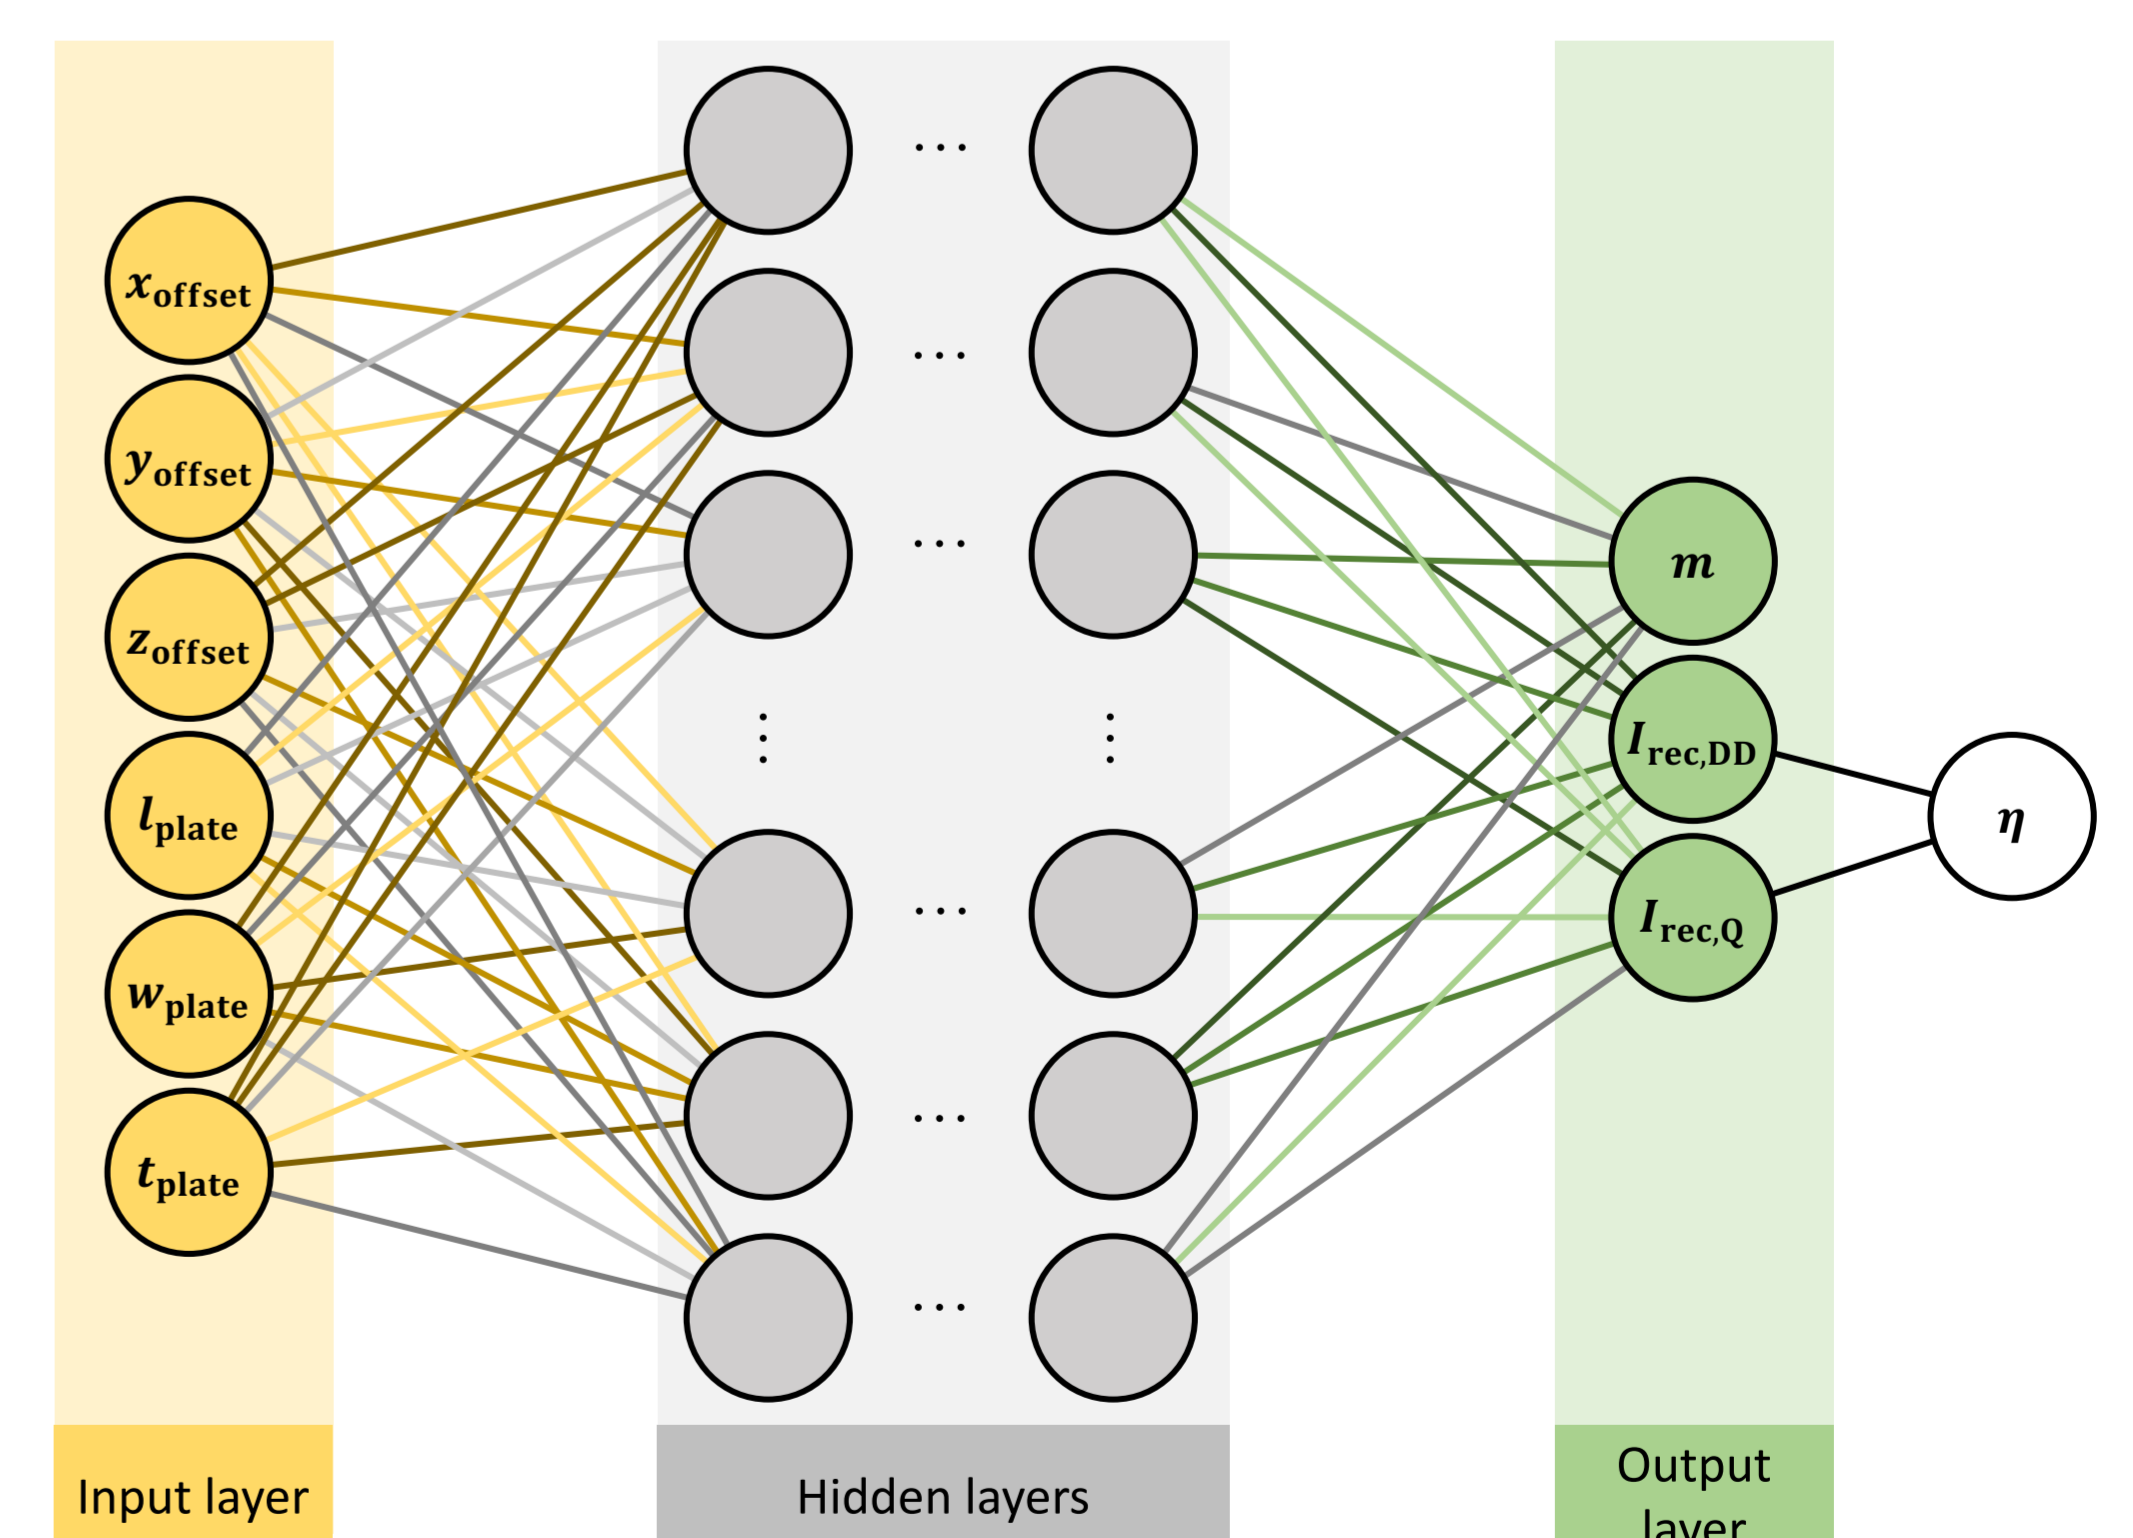 x_offset
y_offset
z_offset
l_plate
w_plate
t_plate
...
...
...
...
...
...
m
I_rec,DD
I_rec,Q
η
Input layer
Hidden layers
Output
layer